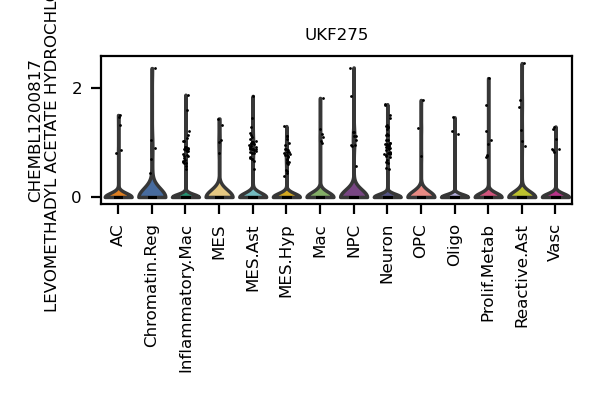 UKF275
CHEMBL1200817
LEVOMETHADYL ACETATE
2
0
AC
Chromatin.Reg
Inflammatory.Mac
MES
MES.Ast
MES.Hyp
Mac
NPC
Neuron
OPC
Oligo
Prolif.Metab
Reactive.Ast
Vasc